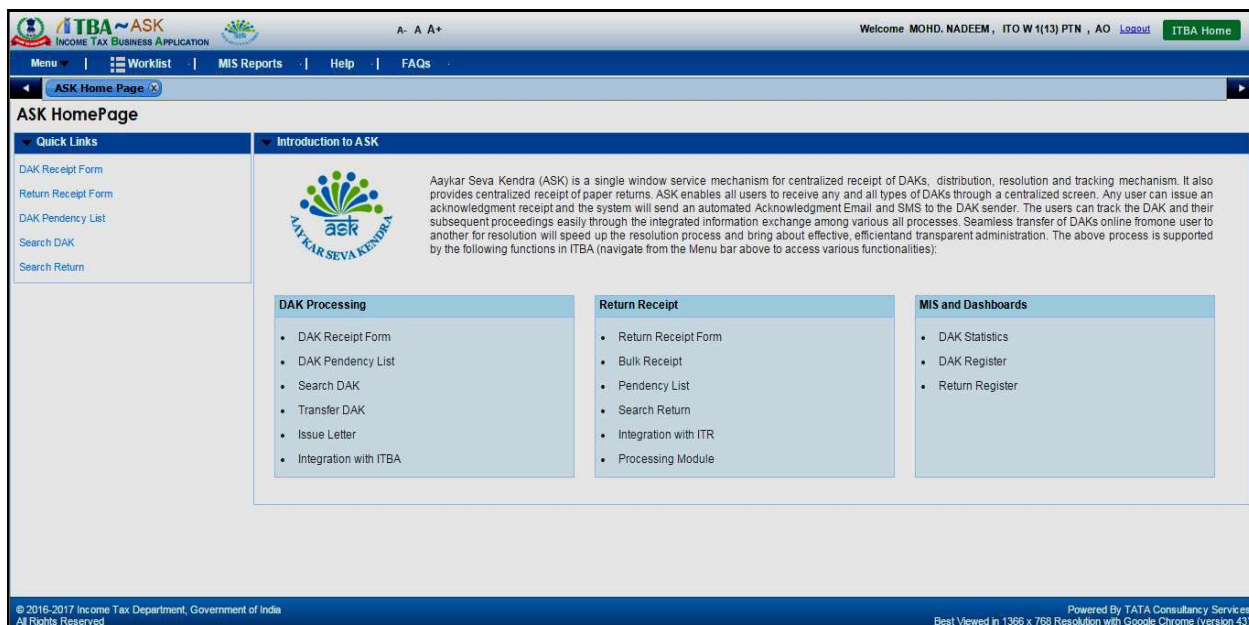 iTBA~ASK
INCOME TAX BUSINESS APPLICATION
A- A A+
Welcome MOHD. NADEEM , ITO W 1(13) PTN , AO Logout ITBA Home
Menu | Worklist | MIS Reports | Help | FAQs
ASK Home Page
ASK HomePage
Quick Links
DAK Receipt Form
Return Receipt Form
DAK Pendency List
Search DAK
Search Return
Introduction to ASK
ask
AAYKAR SEVA KENDRA
Aaykar Seva Kendra (ASK) is a single window service mechanism for centralized receipt of DAKs, distribution, resolution and tracking mechanism. It also
provides centralized receipt of paper returns. ASK enables all users to receive any and all types of DAKs through a centralized screen. Any user can issue an
acknowledgment receipt and the system will send an automated Acknowledgment Email and SMS to the DAK sender. The users can track the DAK and their
subsequent proceedings easily through the integrated information exchange among various all processes. Seamless transfer of DAKs online fromone user to
another for resolution will speed up the resolution process and bring about effective, efficientand transparent administration. The above process is supported
by the following functions in ITBA (navigate from the Menu bar above to access various functionalities):
DAK Processing
DAK Receipt Form
DAK Pendency List
Search DAK
Transfer DAK
Issue Letter
Integration with ITBA
Return Receipt
Return Receipt Form
Bulk Receipt
Pendency List
Search Return
Integration with ITR
Processing Module
MIS and Dashboards
DAK Statistics
DAK Register
Return Register
© 2016-2017 Income Tax Department, Government of India
All Rights Reserved
Powered By TATA Consultancy Services
Best Viewed in 1366 x 768 Resolution with Google Chrome (version 43